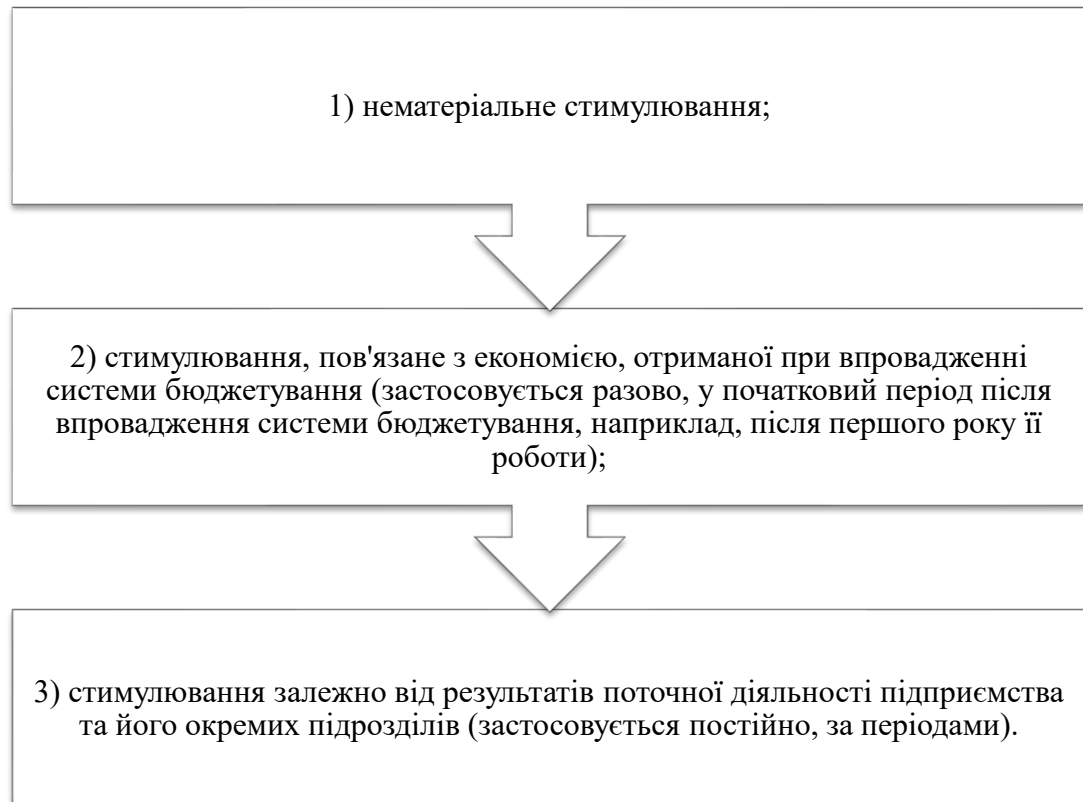 1) нематеріальне стимулювання;
2) стимулювання, пов'язане з економією, отриманої при впровадженні
системи бюджетування (застосовується разово, у початковий період після
впровадження системи бюджетування, наприклад, після першого року її
роботи);
3) стимулювання залежно від результатів поточної діяльності підприємства
та його окремих підрозділів (застосовується постійно, за періодами).